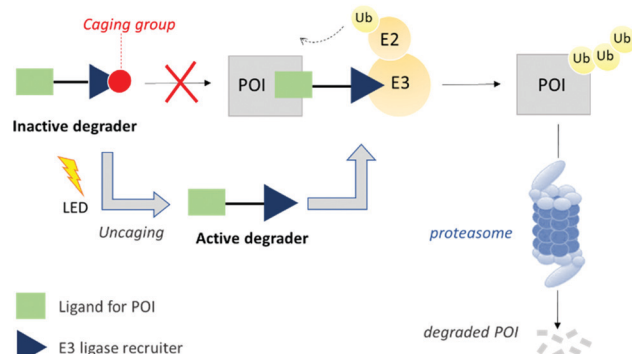 Caging group
Ub
E2
E3
POI
Ub
Ub
Ub
POI
Inactive degrader
LED
Uncaging
Active degrader
proteasome
Ligand for POI
E3 ligase recruiter
degraded POI